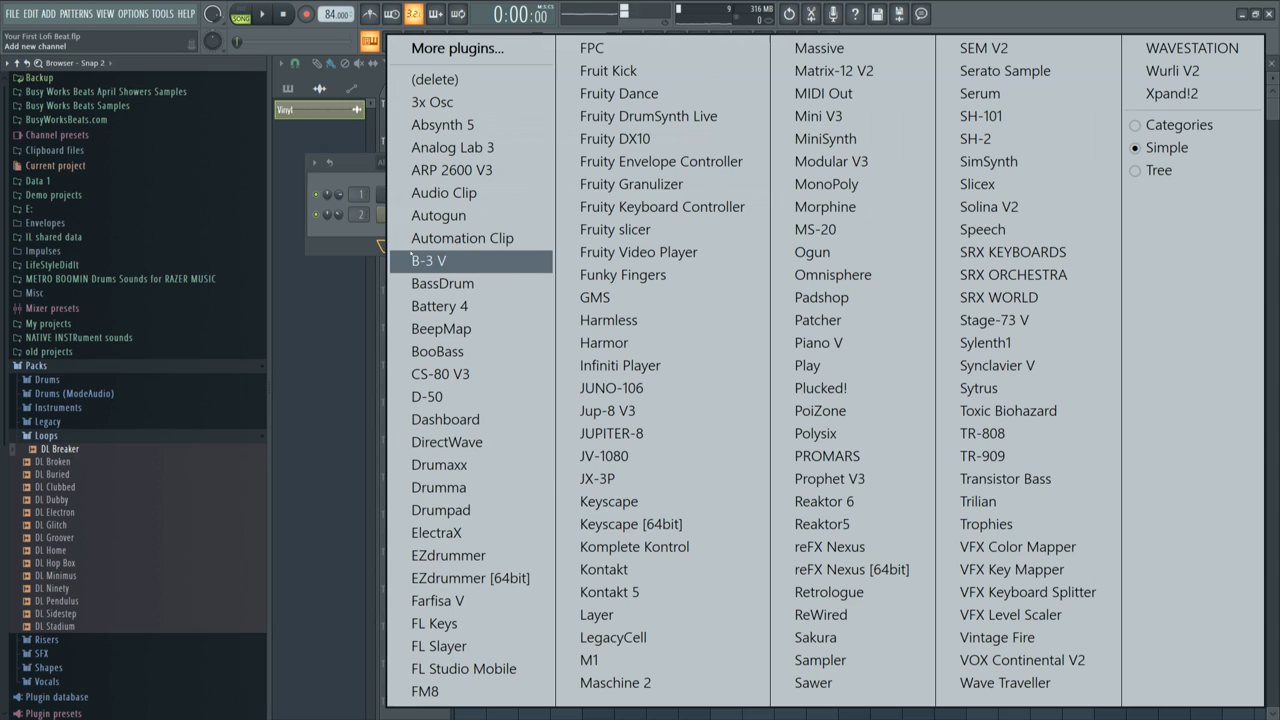 FILE EDIT ADD PATTERNS VIEW OPTIONS TOOLS HELP
SONG
84.000
32
0:00:00
M:S:CS
9
316 MB
0
Your First Lofi Beat.flp
Add new channel
Browser - Snap 2
Backup
Busy Works Beats April Showers Samples
Busy Works Beats Samples
BusyWorksBeats.com
Channel presets
Clipboard files
Current project
Data 1
Demo projects
E:
Envelopes
IL shared data
Impulses
LifeStyleDidIt
METRO BOOMIN Drums Sounds for RAZER MUSIC
Misc
Mixer presets
My projects
NATIVE INSTRument sounds
old projects
Packs
Drums
Drums (ModeAudio)
Instruments
Legacy
Loops
DL Breaker
DL Broken
DL Buried
DL Clubbed
DL Dubby
DL Electron
DL Glitch
DL Groover
DL Home
DL Hop Box
DL Minimus
DL Ninety
DL Pendulus
DL Sidestep
DL Stadium
Risers
SFX
Shapes
Vocals
Plugin database
Plugin presets
Vinyl
1
2
More plugins...
(delete)
3x Osc
Absynth 5
Analog Lab 3
ARP 2600 V3
Audio Clip
Autogun
Automation Clip
B-3 V
BassDrum
Battery 4
BeepMap
BooBass
CS-80 V3
D-50
Dashboard
DirectWave
Drumaxx
Drumma
Drumpad
ElectraX
EZdrummer
EZdrummer [64bit]
Farfisa V
FL Keys
FL Slayer
FL Studio Mobile
FM8
FPC
Fruit Kick
Fruity Dance
Fruity DrumSynth Live
Fruity DX10
Fruity Envelope Controller
Fruity Granulizer
Fruity Keyboard Controller
Fruity slicer
Fruity Video Player
Funky Fingers
GMS
Harmless
Harmor
Infiniti Player
JUNO-106
Jup-8 V3
JUPITER-8
JV-1080
JX-3P
Keyscape
Keyscape [64bit]
Komplete Kontrol
Kontakt
Kontakt 5
Layer
LegacyCell
M1
Maschine 2
Massive
Matrix-12 V2
MIDI Out
Mini V3
MiniSynth
Modular V3
MonoPoly
Morphine
MS-20
Ogun
Omnisphere
Padshop
Patcher
Piano V
Play
Plucked!
PoiZone
Polysix
PROMARS
Prophet V3
Reaktor 6
Reaktor5
reFX Nexus
reFX Nexus [64bit]
Retrologue
ReWired
Sakura
Sampler
Sawer
SEM V2
Serato Sample
Serum
SH-101
SH-2
SimSynth
Slicex
Solina V2
Speech
SRX KEYBOARDS
SRX ORCHESTRA
SRX WORLD
Stage-73 V
Sylenth1
Synclavier V
Sytrus
Toxic Biohazard
TR-808
TR-909
Transistor Bass
Trilian
Trophies
VFX Color Mapper
VFX Key Mapper
VFX Keyboard Splitter
VFX Level Scaler
Vintage Fire
VOX Continental V2
Wave Traveller
WAVESTATION
Wurli V2
Xpand!2
Categories
Simple
Tree